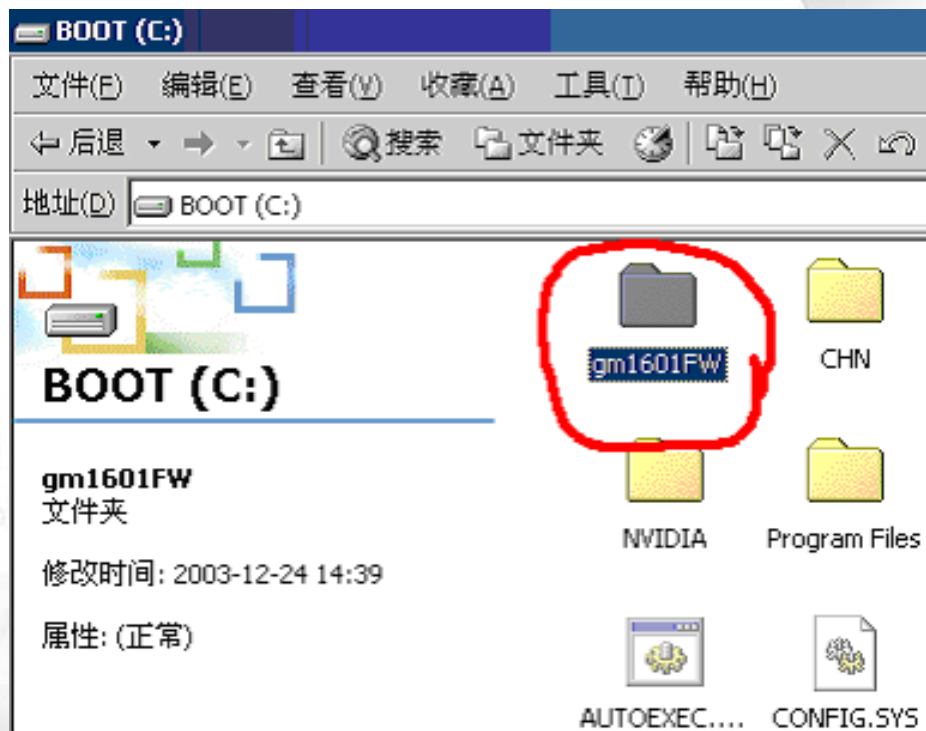 BOOT (C:)
文件(F) 编辑(E) 查看(V) 收藏(A) 工具(T) 帮助(H)
后退 搜索 文件夹
地址(D) BOOT (C:)
BOOT (C:)
gm1601FW
文件夹
修改时间: 2003-12-24 14:39
属性: (正常)
gm1601FW CHN
NVIDIA Program Files
AUTOEXEC.... CONFIG.SYS